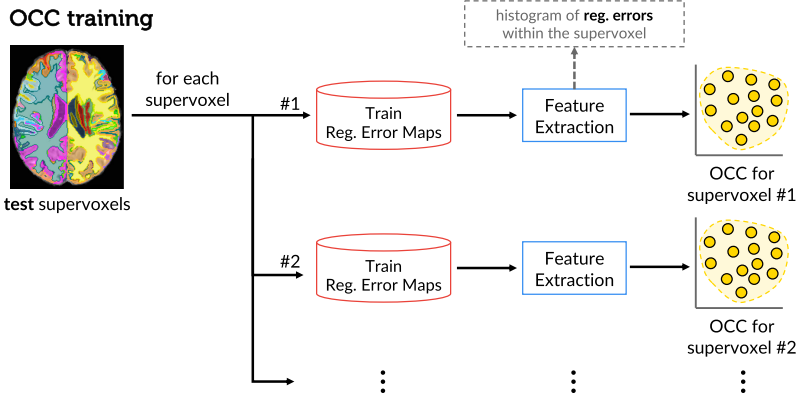 OCC training
histogram of reg. errors
within the supervoxel
for each
supervoxel
#1
Train
Reg. Error Maps
Feature
Extraction
OCC for
supervoxel #1
test supervoxels
#2
Train
Reg. Error Maps
Feature
Extraction
OCC for
supervoxel #2